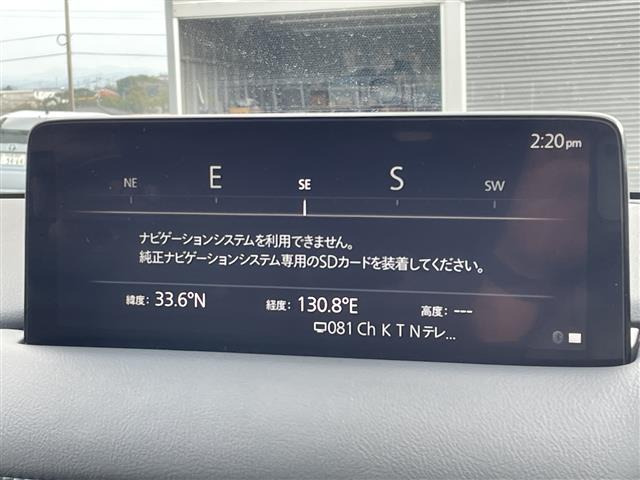 2:20pm
NE E SE S SW
ナビゲーションシステムを利用できません。
純正ナビゲーションシステム専用のSDカードを装着してください。
緯度: 33.6°N 経度: 130.8°E 高度: ---
081 Ch K T N テレ...